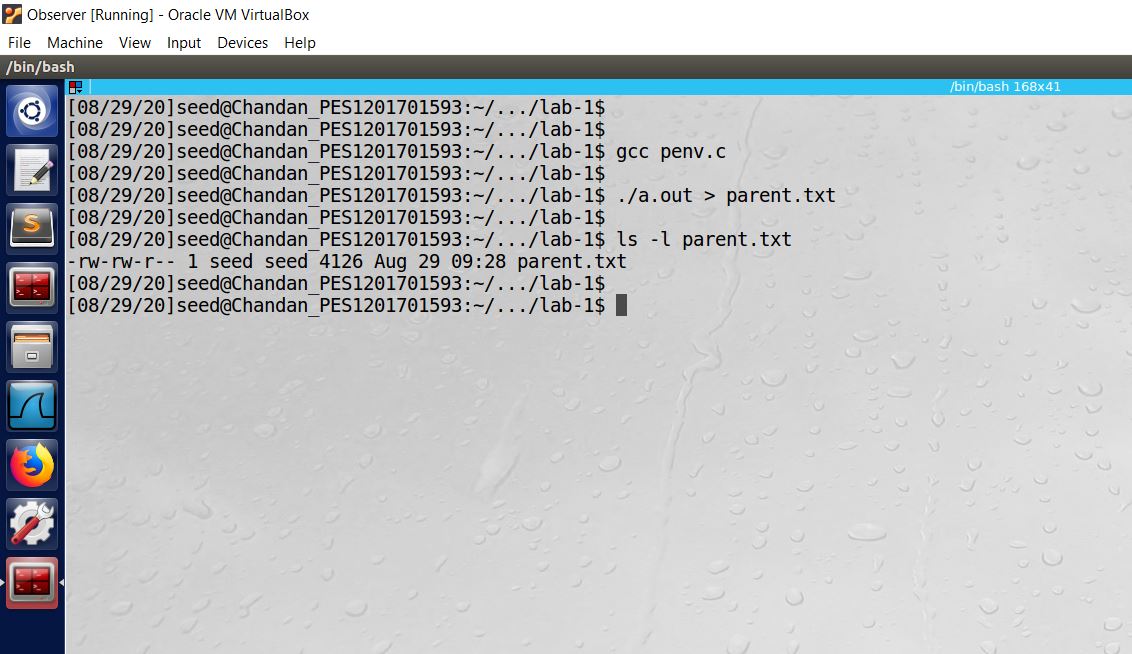 Observer [Running] - Oracle VM VirtualBox
File Machine View Input Devices Help
/bin/bash
/bin/bash 168x41
[08/29/20]seed@Chandan_PES1201701593:~/.../lab-1$
[08/29/20]seed@Chandan_PES1201701593:~/.../lab-1$
[08/29/20]seed@Chandan_PES1201701593:~/.../lab-1$ gcc penv.c
[08/29/20]seed@Chandan_PES1201701593:~/.../lab-1$
[08/29/20]seed@Chandan_PES1201701593:~/.../lab-1$ ./a.out > parent.txt
[08/29/20]seed@Chandan_PES1201701593:~/.../lab-1$
[08/29/20]seed@Chandan_PES1201701593:~/.../lab-1$ ls -l parent.txt
-rw-rw-r-- 1 seed seed 4126 Aug 29 09:28 parent.txt
[08/29/20]seed@Chandan_PES1201701593:~/.../lab-1$
[08/29/20]seed@Chandan_PES1201701593:~/.../lab-1$